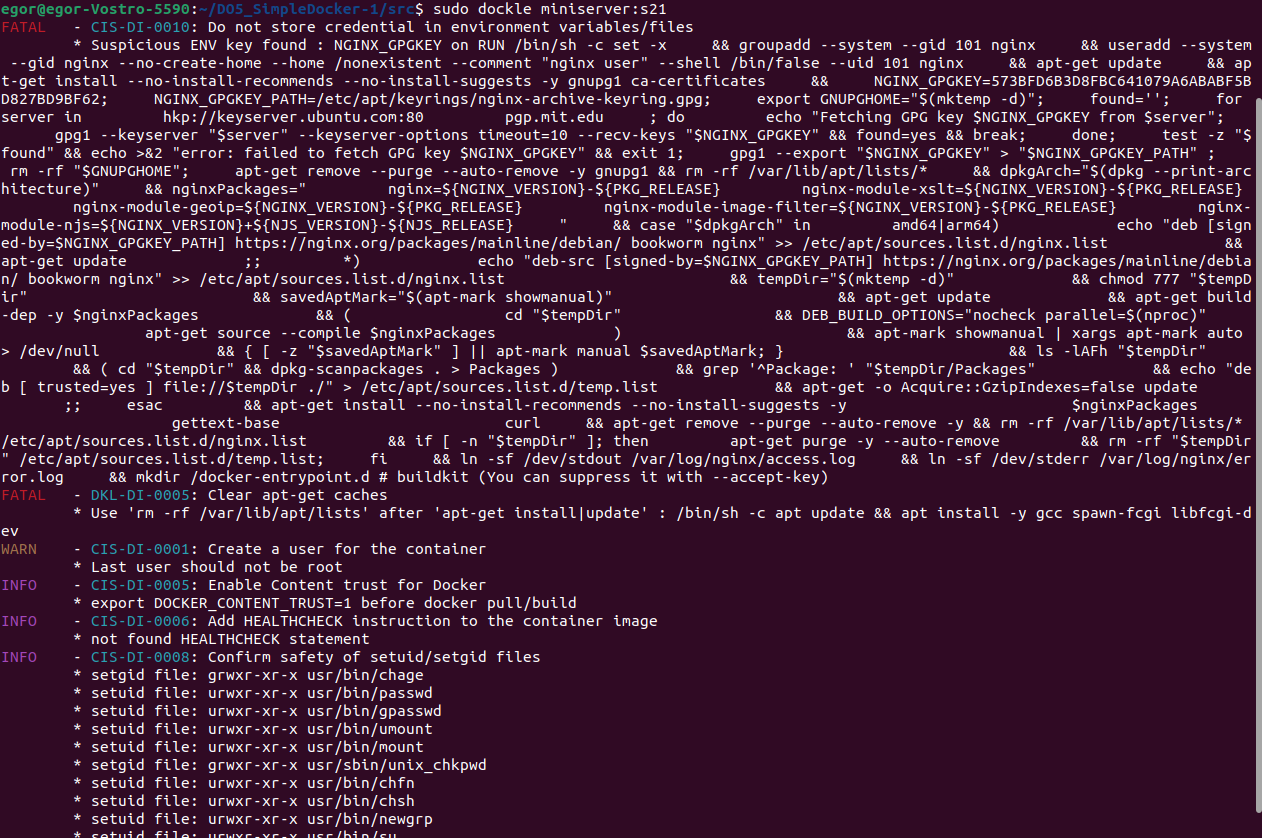 egor@egor-Vostro-5590:~/DO5_SimpleDocker-1/src$ sudo dockle miniserver:s21
FATAL   - CIS-DI-0010: Do not store credential in environment variables/files
        * Suspicious ENV key found : NGINX_GPGKEY on RUN /bin/sh -c set -x     && groupadd --system --gid 101 nginx     && useradd --system
 --gid nginx --no-create-home --home /nonexistent --comment "nginx user" --shell /bin/false --uid 101 nginx     && apt-get update     && ap
t-get install --no-install-recommends --no-install-suggests -y gnupg1 ca-certificates     &&     NGINX_GPGKEY=573BFD6B3D8FBC641079A6ABABF5B
D827BD9BF62;     NGINX_GPGKEY_PATH=/etc/apt/keyrings/nginx-archive-keyring.gpg;     export GNUPGHOME="$(mktemp -d)";     found='';     for
server in         hkp://keyserver.ubuntu.com:80         pgp.mit.edu     ; do         echo "Fetching GPG key $NGINX_GPGKEY from $server";
      gpg1 --keyserver "$server" --keyserver-options timeout=10 --recv-keys "$NGINX_GPGKEY" && found=yes && break;     done;     test -z "$
found" && echo >&2 "error: failed to fetch GPG key $NGINX_GPGKEY" && exit 1;     gpg1 --export "$NGINX_GPGKEY" > "$NGINX_GPGKEY_PATH" ;
 rm -rf "$GNUPGHOME";     apt-get remove --purge --auto-remove -y gnupg1 && rm -rf /var/lib/apt/lists/*     && dpkgArch="$(dpkg --print-arc
hitecture)"     && nginxPackages="         nginx=${NGINX_VERSION}-${PKG_RELEASE}         nginx-module-xslt=${NGINX_VERSION}-${PKG_RELEASE}
        nginx-module-geoip=${NGINX_VERSION}-${PKG_RELEASE}         nginx-module-image-filter=${NGINX_VERSION}-${PKG_RELEASE}         nginx-
module-njs=${NGINX_VERSION}+${NJS_VERSION}-${NJS_RELEASE}     "     && case "$dpkgArch" in         amd64|arm64)             echo "deb [sign
ed-by=$NGINX_GPGKEY_PATH] https://nginx.org/packages/mainline/debian/ bookworm nginx" >> /etc/apt/sources.list.d/nginx.list             &&
apt-get update             ;;         *)             echo "deb-src [signed-by=$NGINX_GPGKEY_PATH] https://nginx.org/packages/mainline/debia
n/ bookworm nginx" >> /etc/apt/sources.list.d/nginx.list                         && tempDir="$(mktemp -d)"             && chmod 777 "$tempD
ir"                         && savedAptMark="$(apt-mark showmanual)"                         && apt-get update             && apt-get build
-dep -y $nginxPackages             && (                 cd "$tempDir"                 && DEB_BUILD_OPTIONS="nocheck parallel=$(nproc)"
                apt-get source --compile $nginxPackages             )                         && apt-mark showmanual | xargs apt-mark auto
> /dev/null             && { [ -z "$savedAptMark" ] || apt-mark manual $savedAptMark; }                         && ls -lAFh "$tempDir"
        && ( cd "$tempDir" && dpkg-scanpackages . > Packages )             && grep '^Package: ' "$tempDir/Packages"             && echo "de
b [ trusted=yes ] file://$tempDir ./" > /etc/apt/sources.list.d/temp.list             && apt-get -o Acquire::GzipIndexes=false update
       ;;     esac         && apt-get install --no-install-recommends --no-install-suggests -y                         $nginxPackages
                   gettext-base                         curl     && apt-get remove --purge --auto-remove -y && rm -rf /var/lib/apt/lists/*
/etc/apt/sources.list.d/nginx.list         && if [ -n "$tempDir" ]; then         apt-get purge -y --auto-remove         && rm -rf "$tempDir
" /etc/apt/sources.list.d/temp.list;     fi     && ln -sf /dev/stdout /var/log/nginx/access.log     && ln -sf /dev/stderr /var/log/nginx/er
ror.log     && mkdir /docker-entrypoint.d # buildkit (You can suppress it with --accept-key)
FATAL   - DKL-DI-0005: Clear apt-get caches
        * Use 'rm -rf /var/lib/apt/lists' after 'apt-get install|update' : /bin/sh -c apt update && apt install -y gcc spawn-fcgi libfcgi-d
ev
WARN    - CIS-DI-0001: Create a user for the container
        * Last user should not be root
INFO    - CIS-DI-0005: Enable Content trust for Docker
        * export DOCKER_CONTENT_TRUST=1 before docker pull/build
INFO    - CIS-DI-0006: Add HEALTHCHECK instruction to the container image
        * not found HEALTHCHECK statement
INFO    - CIS-DI-0008: Confirm safety of setuid/setgid files
        * setgid file: grwxr-xr-x usr/bin/chage
        * setuid file: urwxr-xr-x usr/bin/passwd
        * setuid file: urwxr-xr-x usr/bin/gpasswd
        * setuid file: urwxr-xr-x usr/bin/umount
        * setuid file: urwxr-xr-x usr/bin/mount
        * setgid file: grwxr-xr-x usr/sbin/unix_chkpwd
        * setuid file: urwxr-xr-x usr/bin/chfn
        * setuid file: urwxr-xr-x usr/bin/chsh
        * setuid file: urwxr-xr-x usr/bin/newgrp
        * setuid file: urwxr-xr-x usr/bin/su